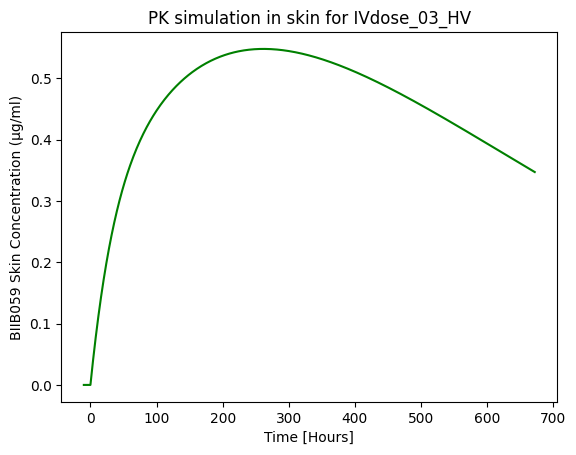 PK simulation in skin for IVdose_03_HV
BIIB059 Skin Concentration (μg/ml)
0.5
0.4
0.3
0.2
0.1
0.0
0 100 200 300 400 500 600 700
Time [Hours]